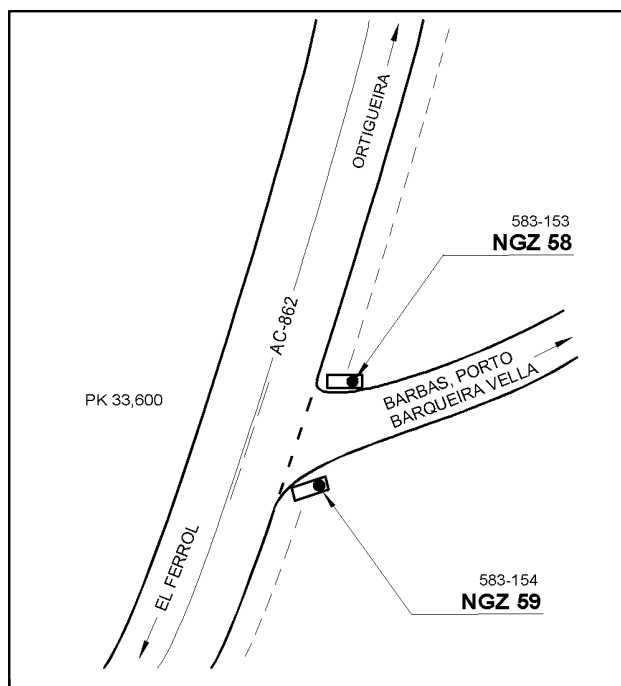 ORTIGUEIRA
583-153
NGZ 58
AC-862
BARBAS, PORTO
BARQUEIRA VELLA
PK 33,600
EL FERROL
583-154
NGZ 59